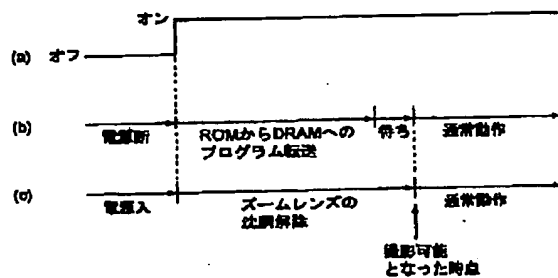 オン
(a) オフ
(b) 電源断 ROMからDRAMへの 待ち 通常動作
プログラム転送
(c) 電源入 ズームレンズの 通常動作
沈胴解除
撮影可能
となった時点